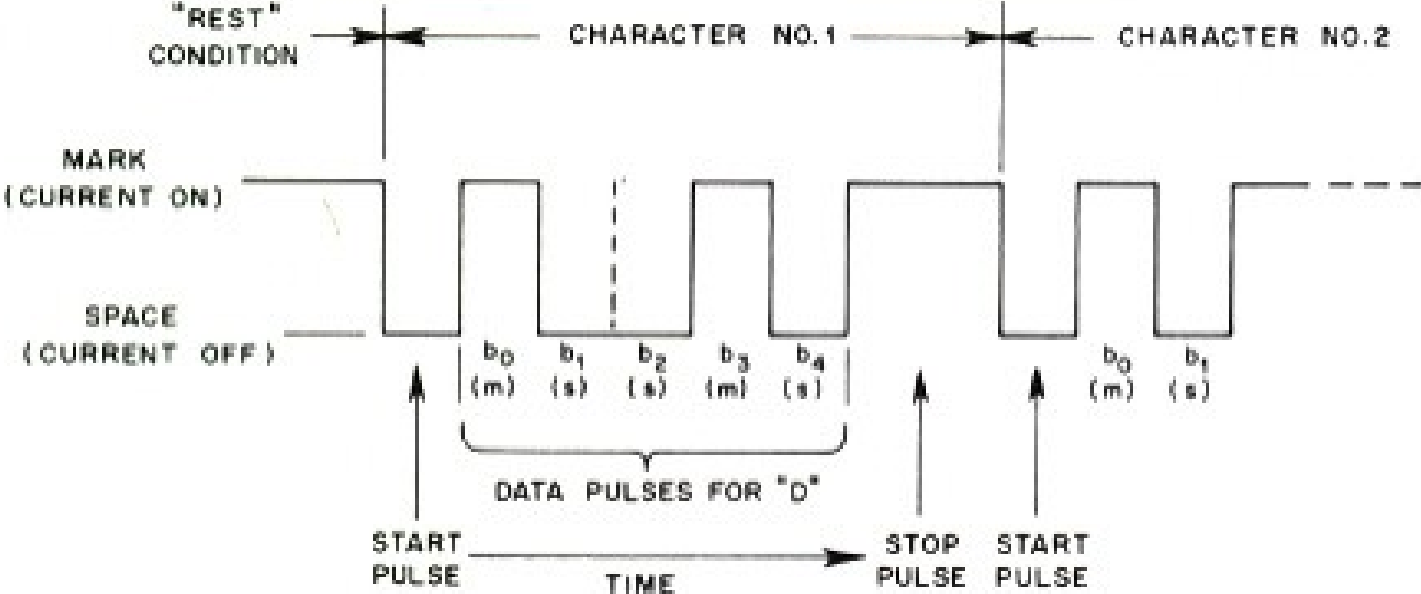 "REST"
CONDITION
CHARACTER NO.1
CHARACTER NO.2
MARK
(CURRENT ON)
SPACE
(CURRENT OFF)
b0 b1 b2 b3 b4 b0 b1
(m) (s) (s) (m) (s) (m) (s)
DATA PULSES FOR "D"
START
PULSE
TIME
STOP
PULSE
START
PULSE